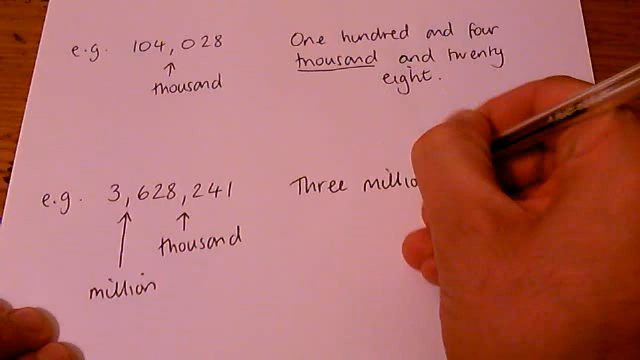 e.g. 104,028
↑
thousand
One hundred and four
thousand and twenty
eight.
e.g. 3,628,241
↑ ↑
thousand
million
Three millio